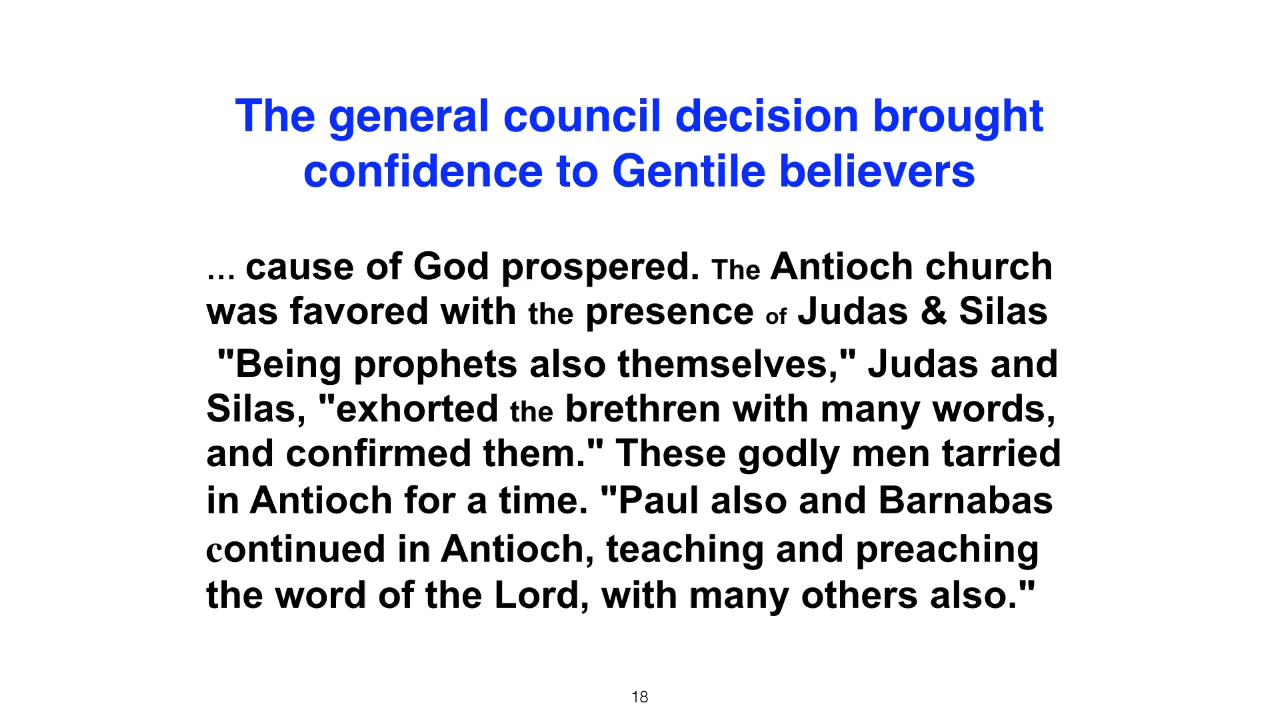 The general council decision brought
confidence to Gentile believers
... cause of God prospered. The Antioch church
was favored with the presence of Judas & Silas
"Being prophets also themselves," Judas and
Silas, "exhorted the brethren with many words,
and confirmed them." These godly men tarried
in Antioch for a time. "Paul also and Barnabas
continued in Antioch, teaching and preaching
the word of the Lord, with many others also."
18